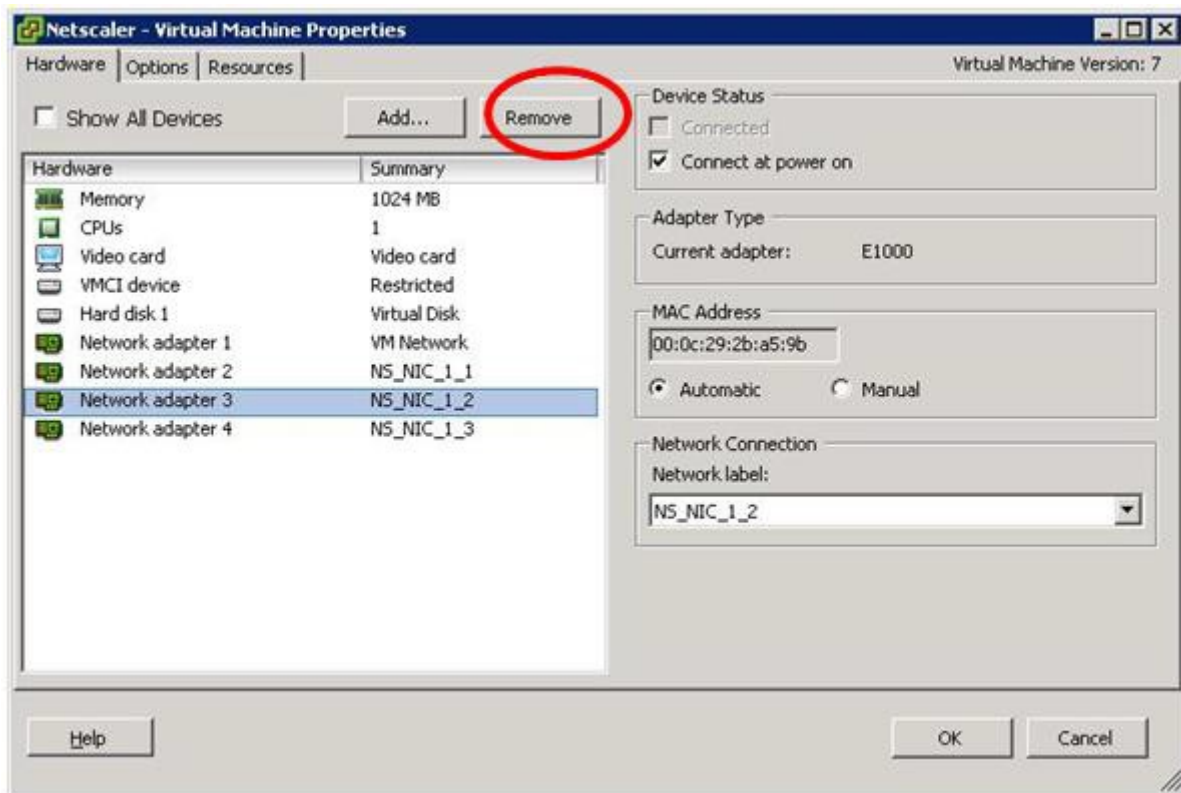 Netscaler - Virtual Machine Properties
Hardware Options Resources Virtual Machine Version: 7
Show All Devices Add... Remove
Hardware Summary
Memory 1024 MB
CPUs 1
Video card Video card
VMCI device Restricted
Hard disk 1 Virtual Disk
Network adapter 1 VM Network
Network adapter 2 NS_NIC_1_1
Network adapter 3 NS_NIC_1_2
Network adapter 4 NS_NIC_1_3
Device Status
Connected
Connect at power on
Adapter Type
Current adapter: E1000
MAC Address
00:0c:29:2b:a5:9b
Automatic Manual
Network Connection
Network label:
NS_NIC_1_2
Help OK Cancel